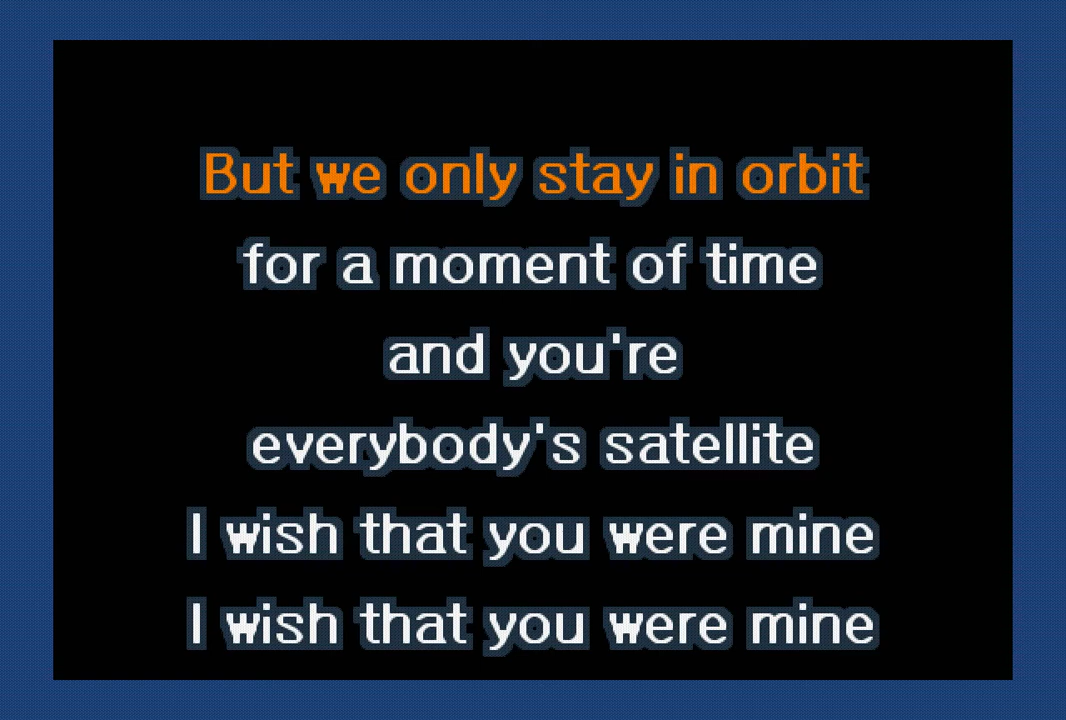 But we only stay in orbit
for a moment of time
and you're
everybody's satellite
I wish that you were mine
I wish that you were mine